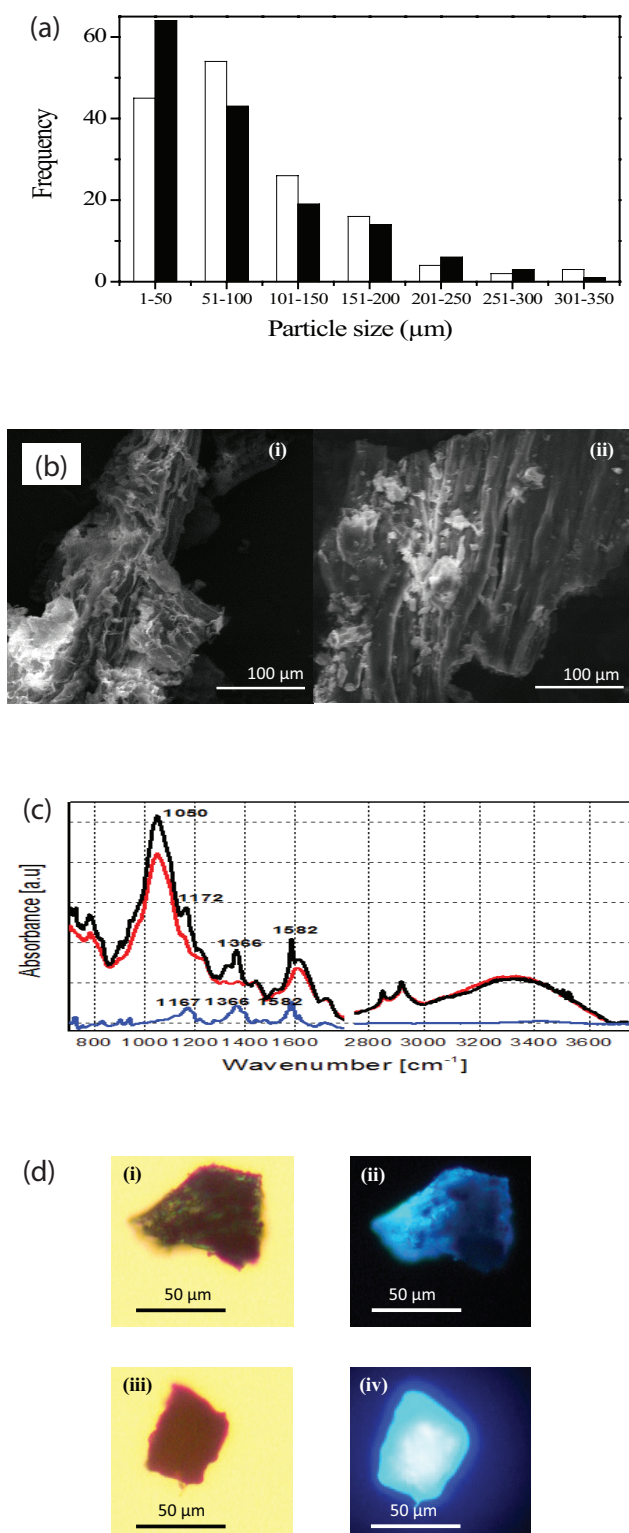 (a)
60
40
20
0
Frequency
1-50 51-100 101-150 151-200 201-250 251-300 301-350
Particle size (µm)
(b)
(i)
(ii)
100 µm
100 µm
(c)
1050
1172
1366
1582
1167 1366 1582
Absorbance [a.u]
800 1000 1200 1400 1600 2800 3000 3200 3400 3600
Wavenumber [cm⁻¹]
(d)
(i)
(ii)
50 µm
50 µm
(iii)
(iv)
50 µm
50 µm